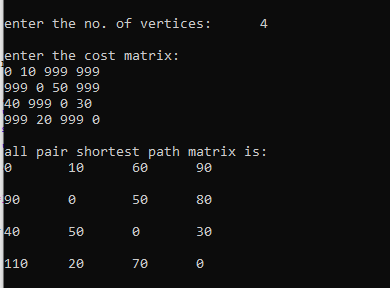 enter the no. of vertices: 4
enter the cost matrix:
0 10 999 999
999 0 50 999
40 999 0 30
999 20 999 0
all pair shortest path matrix is:
0 10 60 90
90 0 50 80
40 50 0 30
110 20 70 0